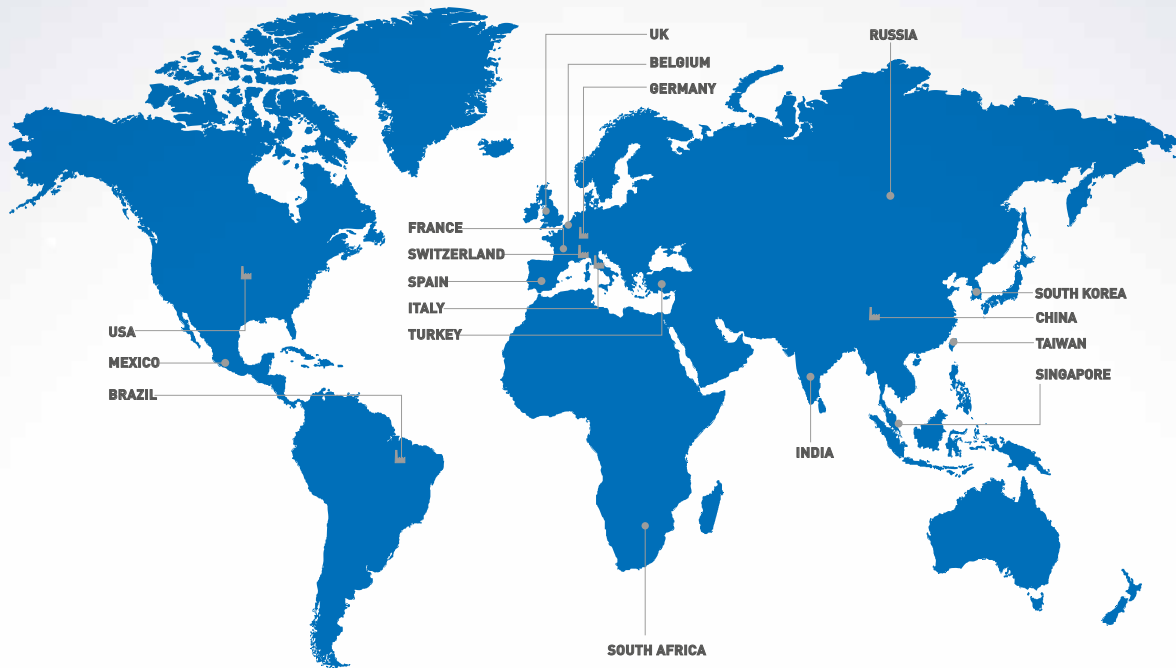 UK
RUSSIA
BELGIUM
GERMANY
FRANCE
SWITZERLAND
SPAIN
ITALY
TURKEY
SOUTH KOREA
CHINA
TAIWAN
SINGAPORE
USA
MEXICO
BRAZIL
INDIA
SOUTH AFRICA